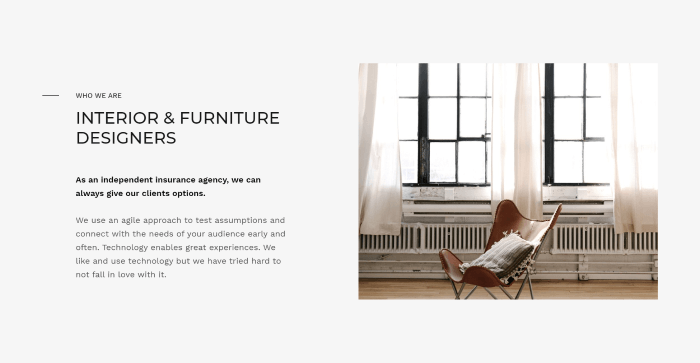 WHO WE ARE
INTERIOR & FURNITURE
DESIGNERS
As an independent insurance agency, we can
always give our clients options.
We use an agile approach to test assumptions and
connect with the needs of your audience early and
often. Technology enables great experiences. We
like and use technology but we have tried hard to
not fall in love with it.